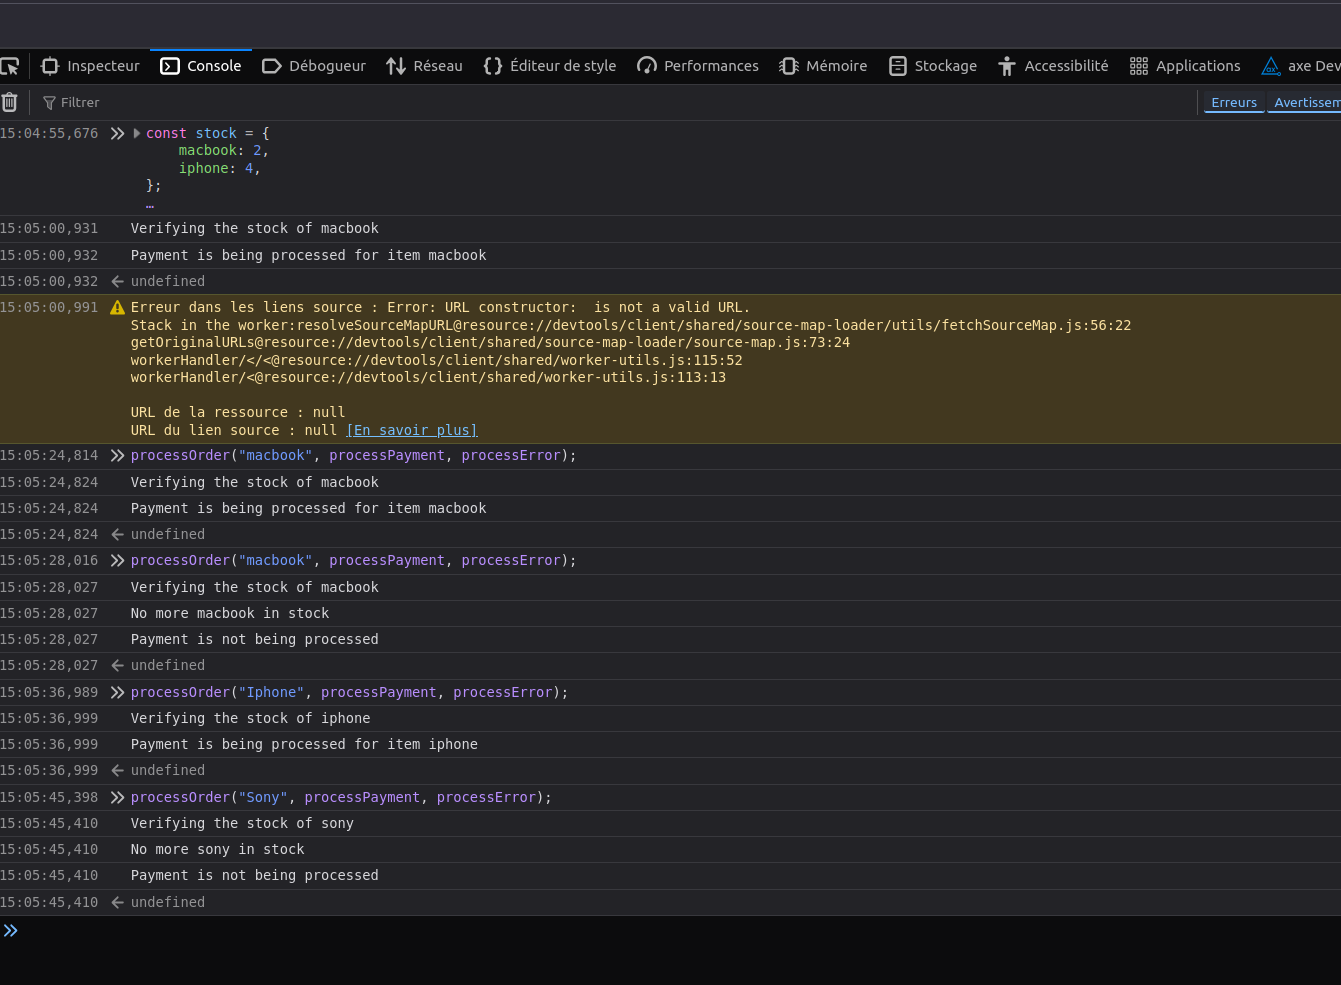 Inspecteur Console Débogueur Réseau Éditeur de style Performances Mémoire Stockage Accessibilité Applications axe Dev
Filtrer Erreurs Avertissem
15:04:55,676 const stock = {
macbook: 2,
iphone: 4,
};
…
15:05:00,931 Verifying the stock of macbook
15:05:00,932 Payment is being processed for item macbook
15:05:00,932 undefined
15:05:00,991 Erreur dans les liens source : Error: URL constructor:  is not a valid URL.
Stack in the worker:resolveSourceMapURL@resource://devtools/client/shared/source-map-loader/utils/fetchSourceMap.js:56:22
getOriginalURLs@resource://devtools/client/shared/source-map-loader/source-map.js:73:24
workerHandler/</<@resource://devtools/client/shared/worker-utils.js:115:52
workerHandler/<@resource://devtools/client/shared/worker-utils.js:113:13
URL de la ressource : null
URL du lien source : null [En savoir plus]
15:05:24,814 processOrder("macbook", processPayment, processError);
15:05:24,824 Verifying the stock of macbook
15:05:24,824 Payment is being processed for item macbook
15:05:24,824 undefined
15:05:28,016 processOrder("macbook", processPayment, processError);
15:05:28,027 Verifying the stock of macbook
15:05:28,027 No more macbook in stock
15:05:28,027 Payment is not being processed
15:05:28,027 undefined
15:05:36,989 processOrder("Iphone", processPayment, processError);
15:05:36,999 Verifying the stock of iphone
15:05:36,999 Payment is being processed for item iphone
15:05:36,999 undefined
15:05:45,398 processOrder("Sony", processPayment, processError);
15:05:45,410 Verifying the stock of sony
15:05:45,410 No more sony in stock
15:05:45,410 Payment is not being processed
15:05:45,410 undefined